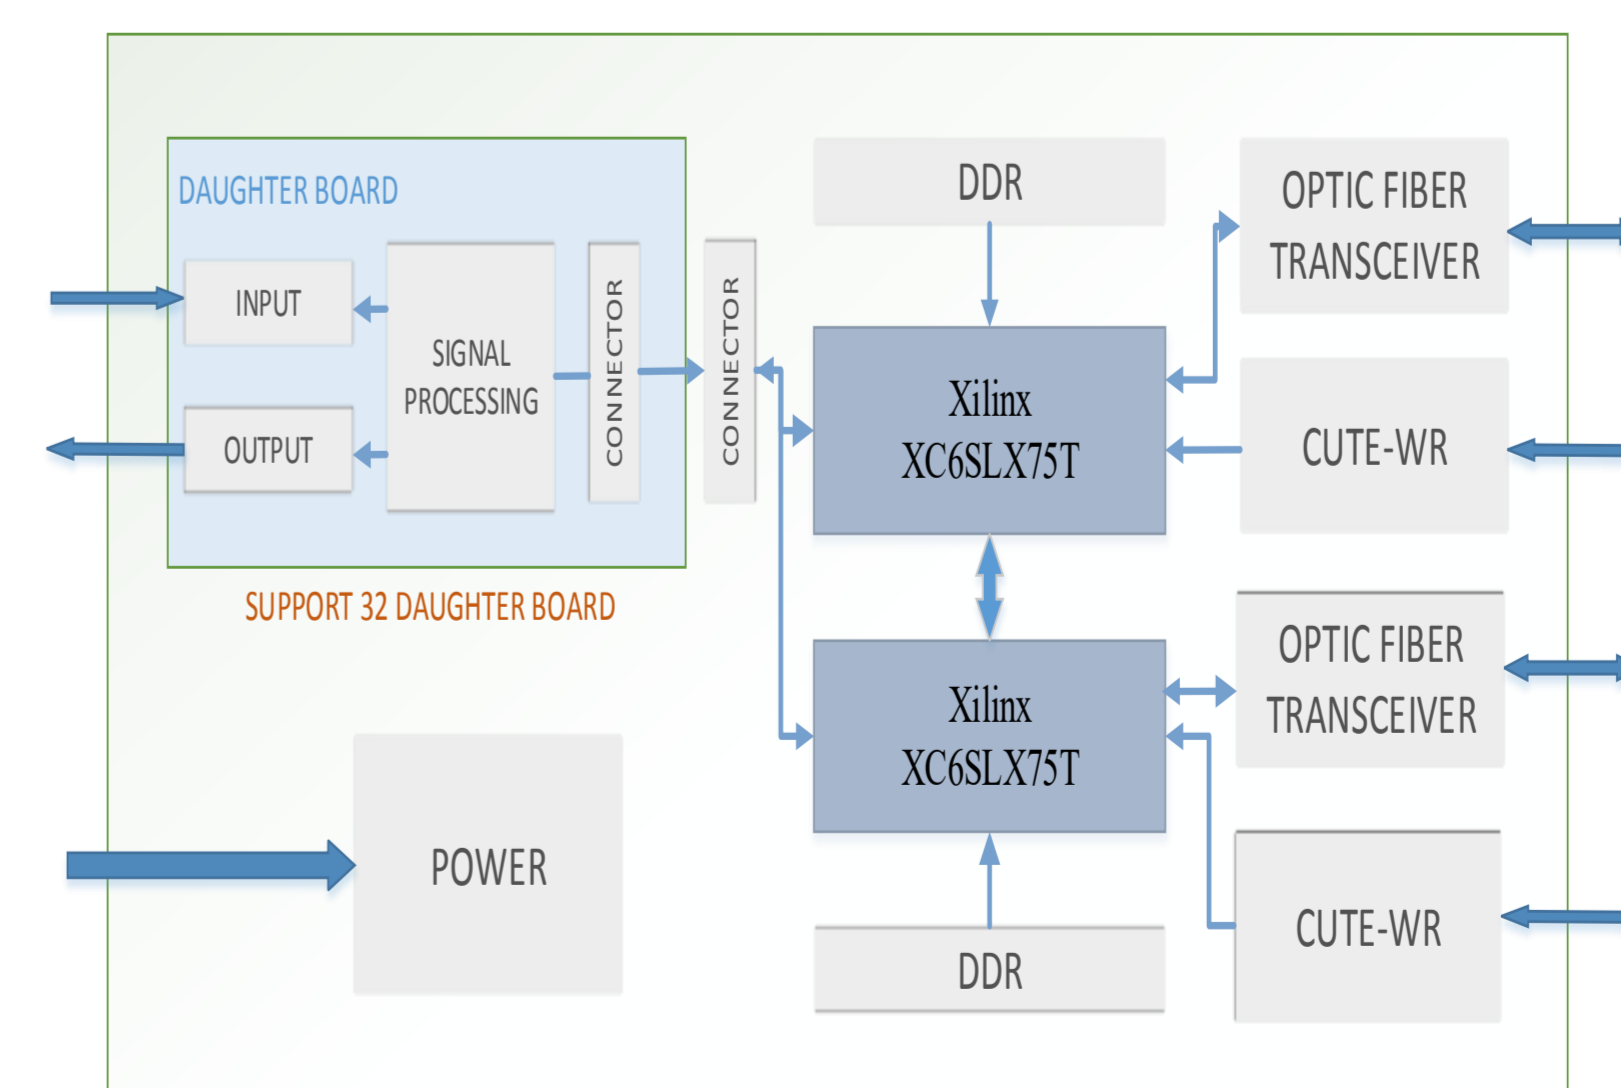 DAUGHTER BOARD
INPUT
OUTPUT
SIGNAL
PROCESSING
CONNECTOR
CONNECTOR
SUPPORT 32 DAUGHTER BOARD
POWER
DDR
Xilinx
XC6SLX75T
Xilinx
XC6SLX75T
DDR
OPTIC FIBER
TRANSCEIVER
CUTE-WR
OPTIC FIBER
TRANSCEIVER
CUTE-WR